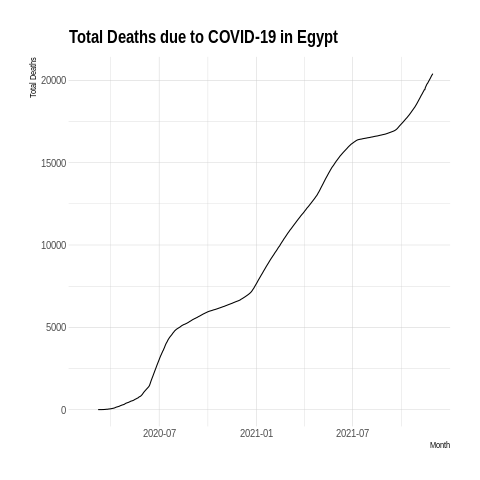 Total Deaths due to COVID-19 in Egypt
Total Deaths
20000
15000
10000
5000
0
2020-07 2021-01 2021-07
Month